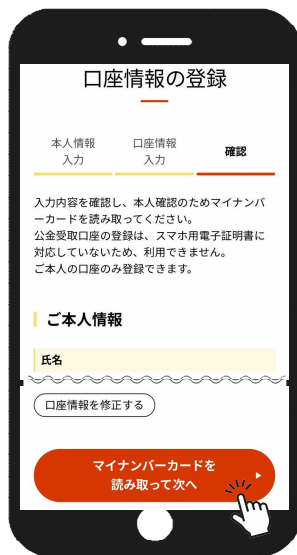 口座情報の登録
本人情報
入力
口座情報
入力
確認
入力内容を確認し、本人確認のためマイナンバ
ーカードを読み取ってください。
公金受取口座の登録は、スマホ用電子証明書に
対応していないため、利用できません。
ご本人の口座のみ登録できます。
ご本人情報
氏名
口座情報を修正する
マイナンバーカードを
読み取って次へ